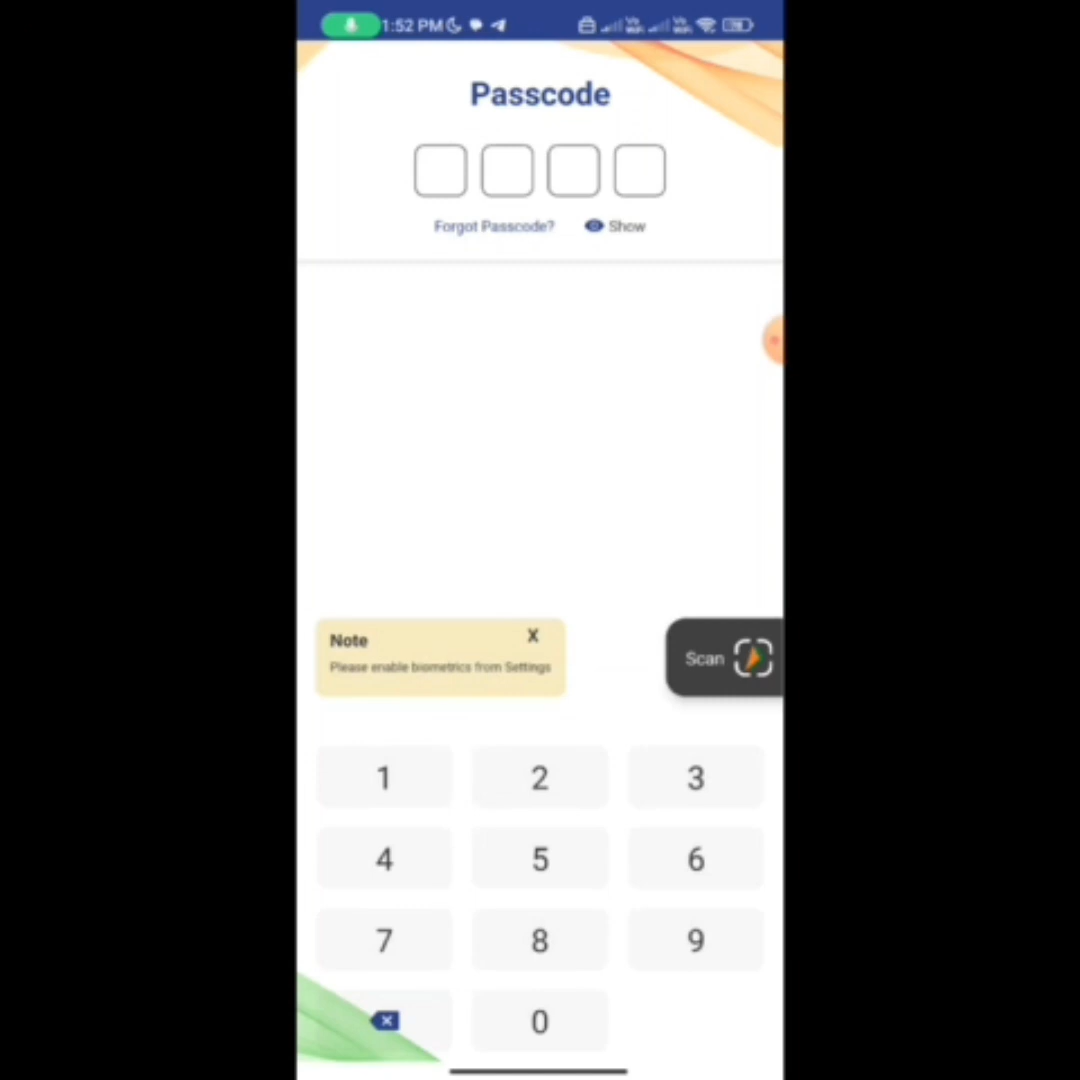 1:52 PM
Passcode
Forgot Passcode?
Show
Note
X
Please enable biometrics from Settings
Scan
1
2
3
4
5
6
7
8
9
0